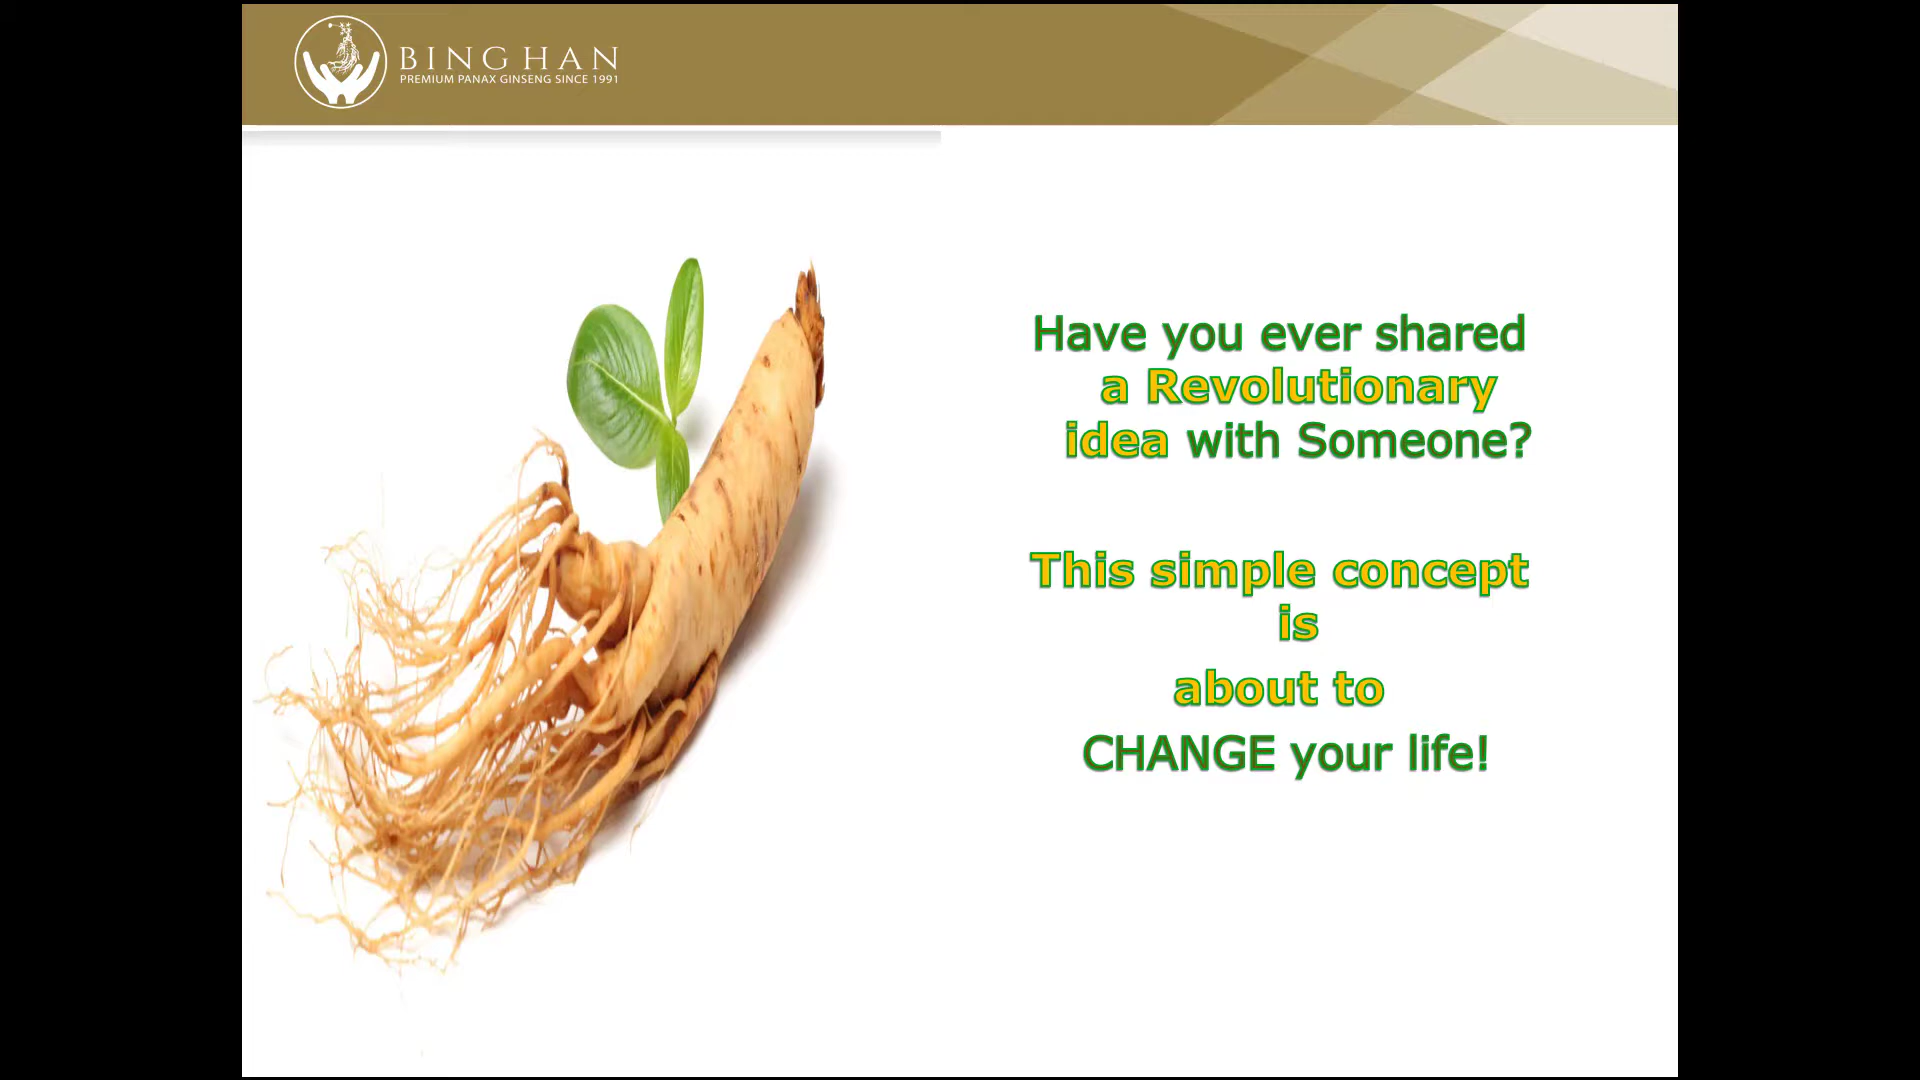 BINGHAN
PREMIUM PANAX GINSENG SINCE 1991
Have you ever shared
a Revolutionary
idea with Someone?
This simple concept
is
about to
CHANGE your life!